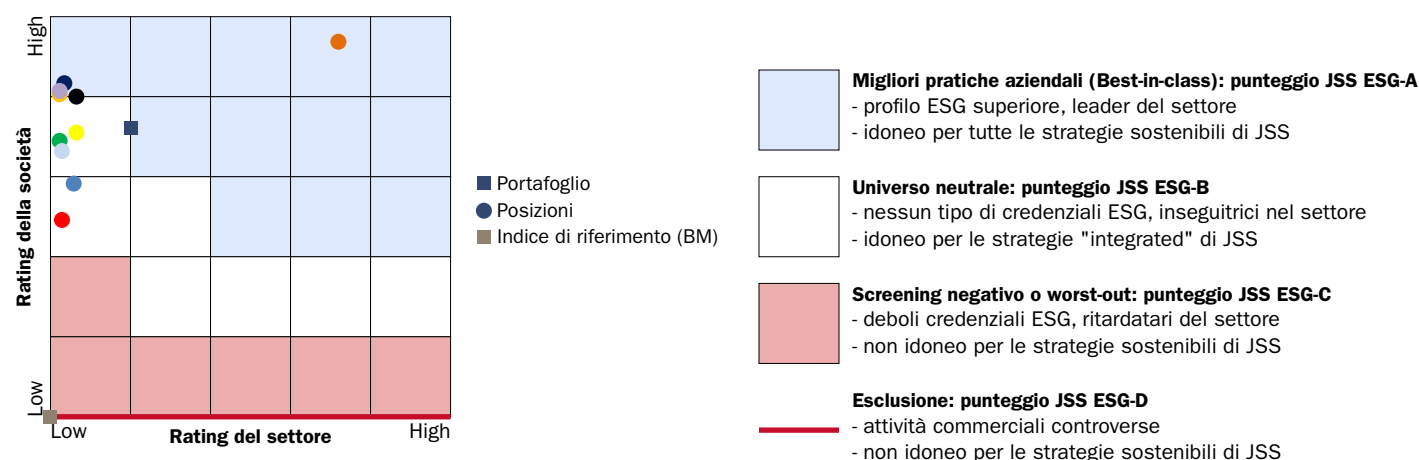 High
Rating della società
Low
Low
Rating del settore
High
Portafoglio
Posizioni
Indice di riferimento (BM)
Migliori pratiche aziendali (Best-in-class): punteggio JSS ESG-A
- profilo ESG superiore, leader del settore
- idoneo per tutte le strategie sostenibili di JSS
Universo neutrale: punteggio JSS ESG-B
- nessun tipo di credenziali ESG, inseguitrici nel settore
- idoneo per le strategie "integrated" di JSS
Screening negativo o worst-out: punteggio JSS ESG-C
- deboli credenziali ESG, ritardatari del settore
- non idoneo per le strategie sostenibili di JSS
Esclusione: punteggio JSS ESG-D
- attività commerciali controverse
- non idoneo per le strategie sostenibili di JSS